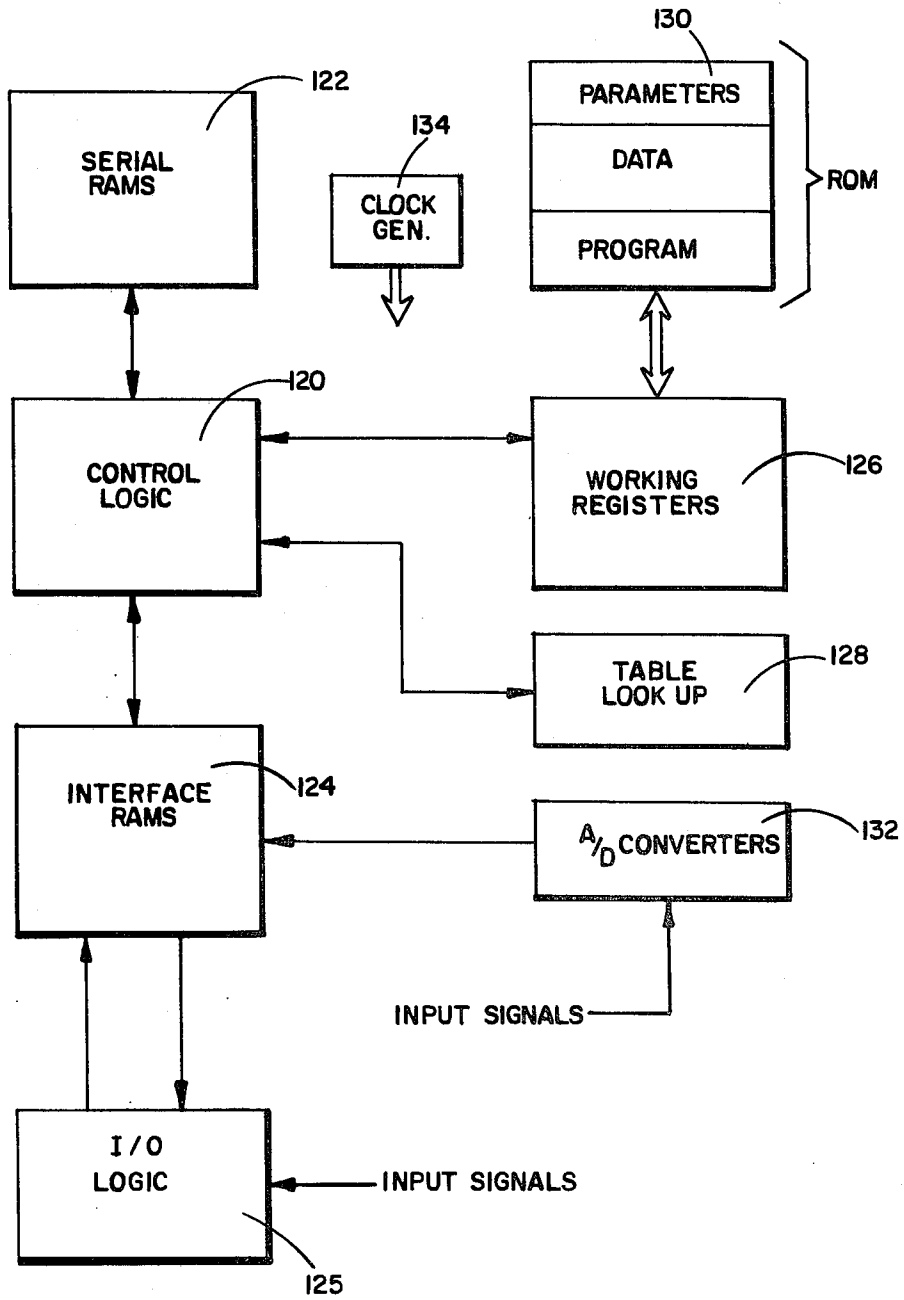 130
122
PARAMETERS
134
SERIAL
RAMS
DATA
ROM
CLOCK
GEN.
PROGRAM
120
CONTROL
LOGIC
126
WORKING
REGISTERS
128
TABLE
LOOK UP
124
INTERFACE
RAMS
132
A/D CONVERTERS
INPUT SIGNALS
I/O
LOGIC
INPUT SIGNALS
125